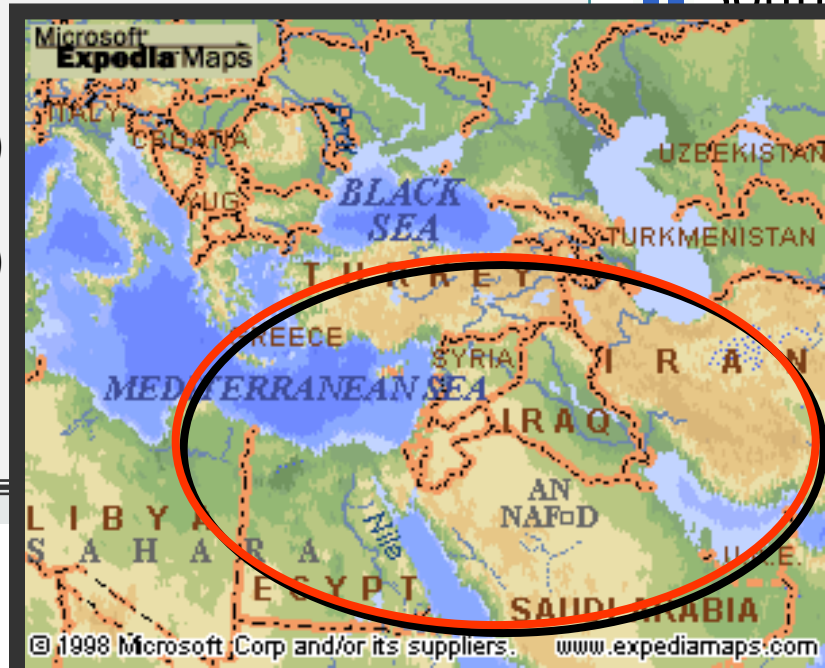 Microsoft
Expedia Maps
ITALY
CROATIA
YUG
UZBEKISTAN
BLACK
SEA
TURKMENISTAN
TURKEY
GREECE
SYRIA
IRAN
MEDITERRANEAN SEA
IRAQ
AN
LIBYA
Nile
SAHARA
U.A.E.
EGYPT
SAUDI ARABIA
© 1998 Microsoft Corp and/or its suppliers. www.expediamaps.com